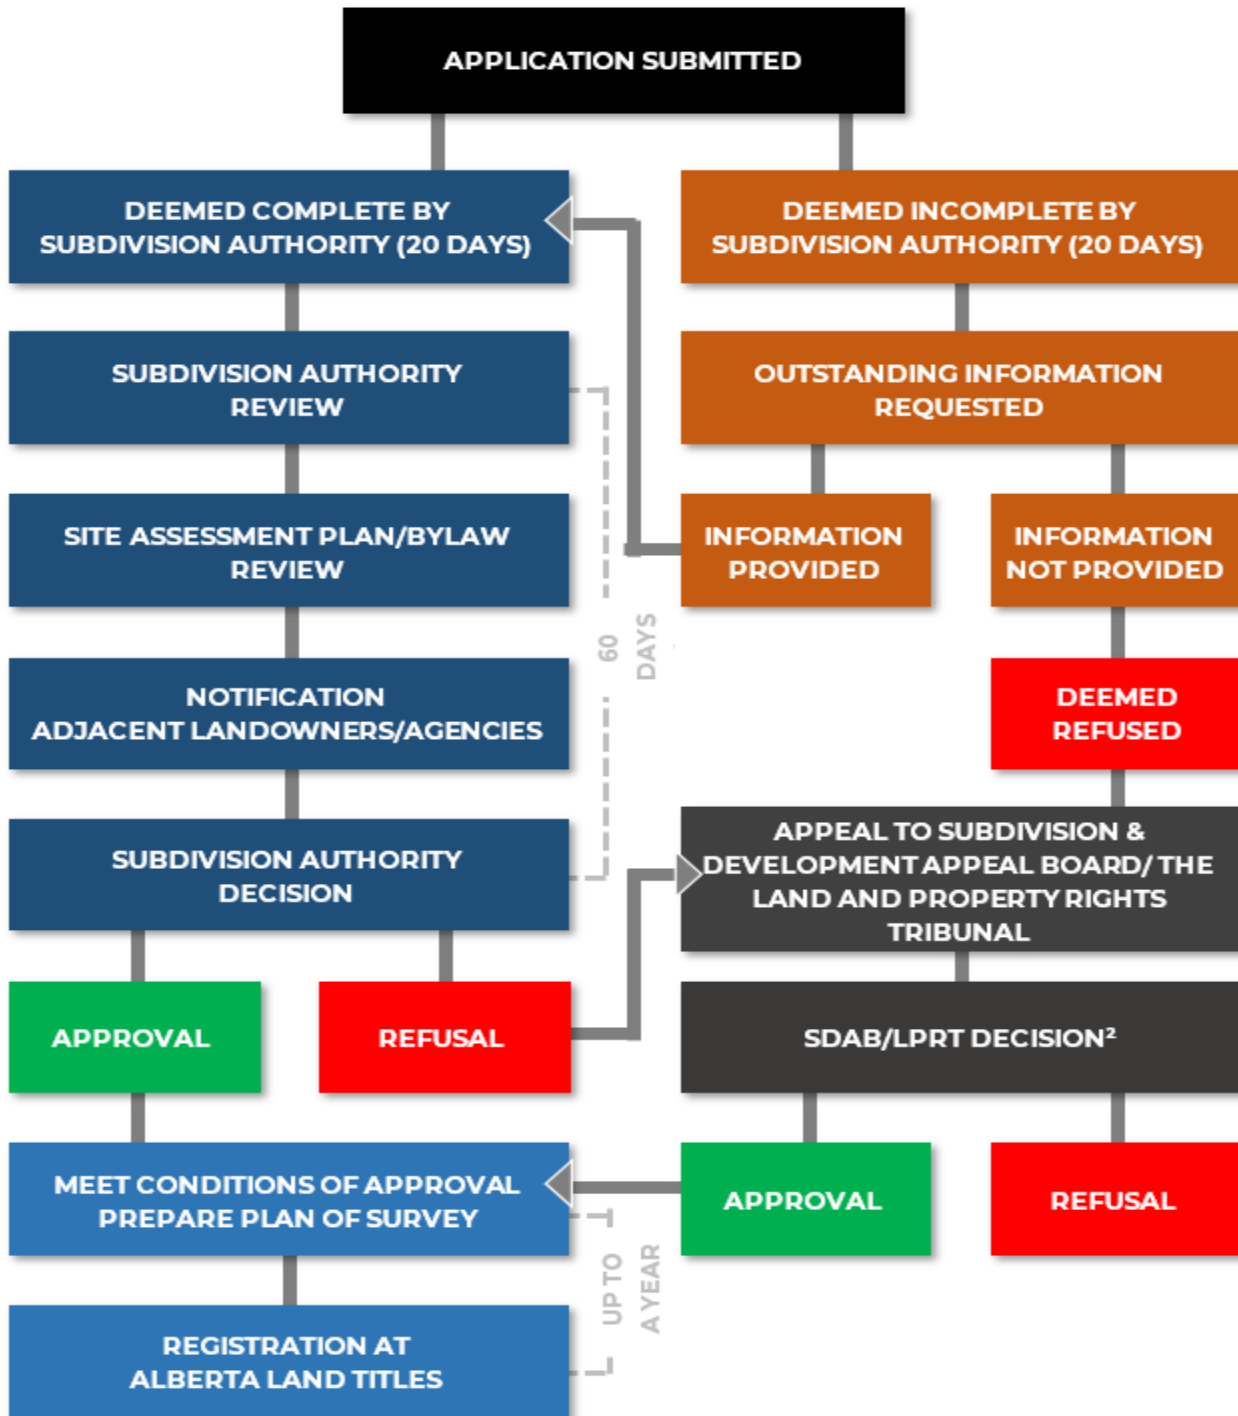 APPLICATION SUBMITTED
DEEMED COMPLETE BY
SUBDIVISION AUTHORITY (20 DAYS)
DEEMED INCOMPLETE BY
SUBDIVISION AUTHORITY (20 DAYS)
SUBDIVISION AUTHORITY
REVIEW
OUTSTANDING INFORMATION
REQUESTED
SITE ASSESSMENT PLAN/BYLAW
REVIEW
INFORMATION
PROVIDED
INFORMATION
NOT PROVIDED
60
DAYS
NOTIFICATION
ADJACENT LANDOWNERS/AGENCIES
DEEMED
REFUSED
SUBDIVISION AUTHORITY
DECISION
APPEAL TO SUBDIVISION &
DEVELOPMENT APPEAL BOARD/ THE
LAND AND PROPERTY RIGHTS
TRIBUNAL
APPROVAL
REFUSAL
SDAB/LPRT DECISION²
MEET CONDITIONS OF APPROVAL
PREPARE PLAN OF SURVEY
APPROVAL
REFUSAL
UP TO
A YEAR
REGISTRATION AT
ALBERTA LAND TITLES